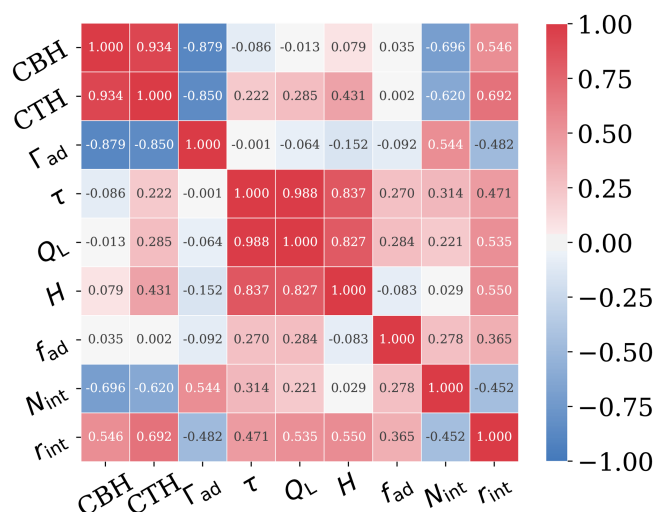 CBH 1.000 0.934 -0.879 -0.086 -0.013 0.079 0.035 -0.696 0.546
CTH 0.934 1.000 -0.850 0.222 0.285 0.431 0.002 -0.620 0.692
Γad -0.879 -0.850 1.000 -0.001 -0.064 -0.152 -0.092 0.544 -0.482
τ -0.086 0.222 -0.001 1.000 0.988 0.837 0.270 0.314 0.471
QL -0.013 0.285 -0.064 0.988 1.000 0.827 0.284 0.221 0.535
H 0.079 0.431 -0.152 0.837 0.827 1.000 -0.083 0.029 0.550
fad 0.035 0.002 -0.092 0.270 0.284 -0.083 1.000 0.278 0.365
Nint -0.696 -0.620 0.544 0.314 0.221 0.029 0.278 1.000 -0.452
rint 0.546 0.692 -0.482 0.471 0.535 0.550 0.365 -0.452 1.000
CBH CTH Γad τ QL H fad Nint rint
1.00
0.75
0.50
0.25
0.00
−0.25
−0.50
−0.75
−1.00